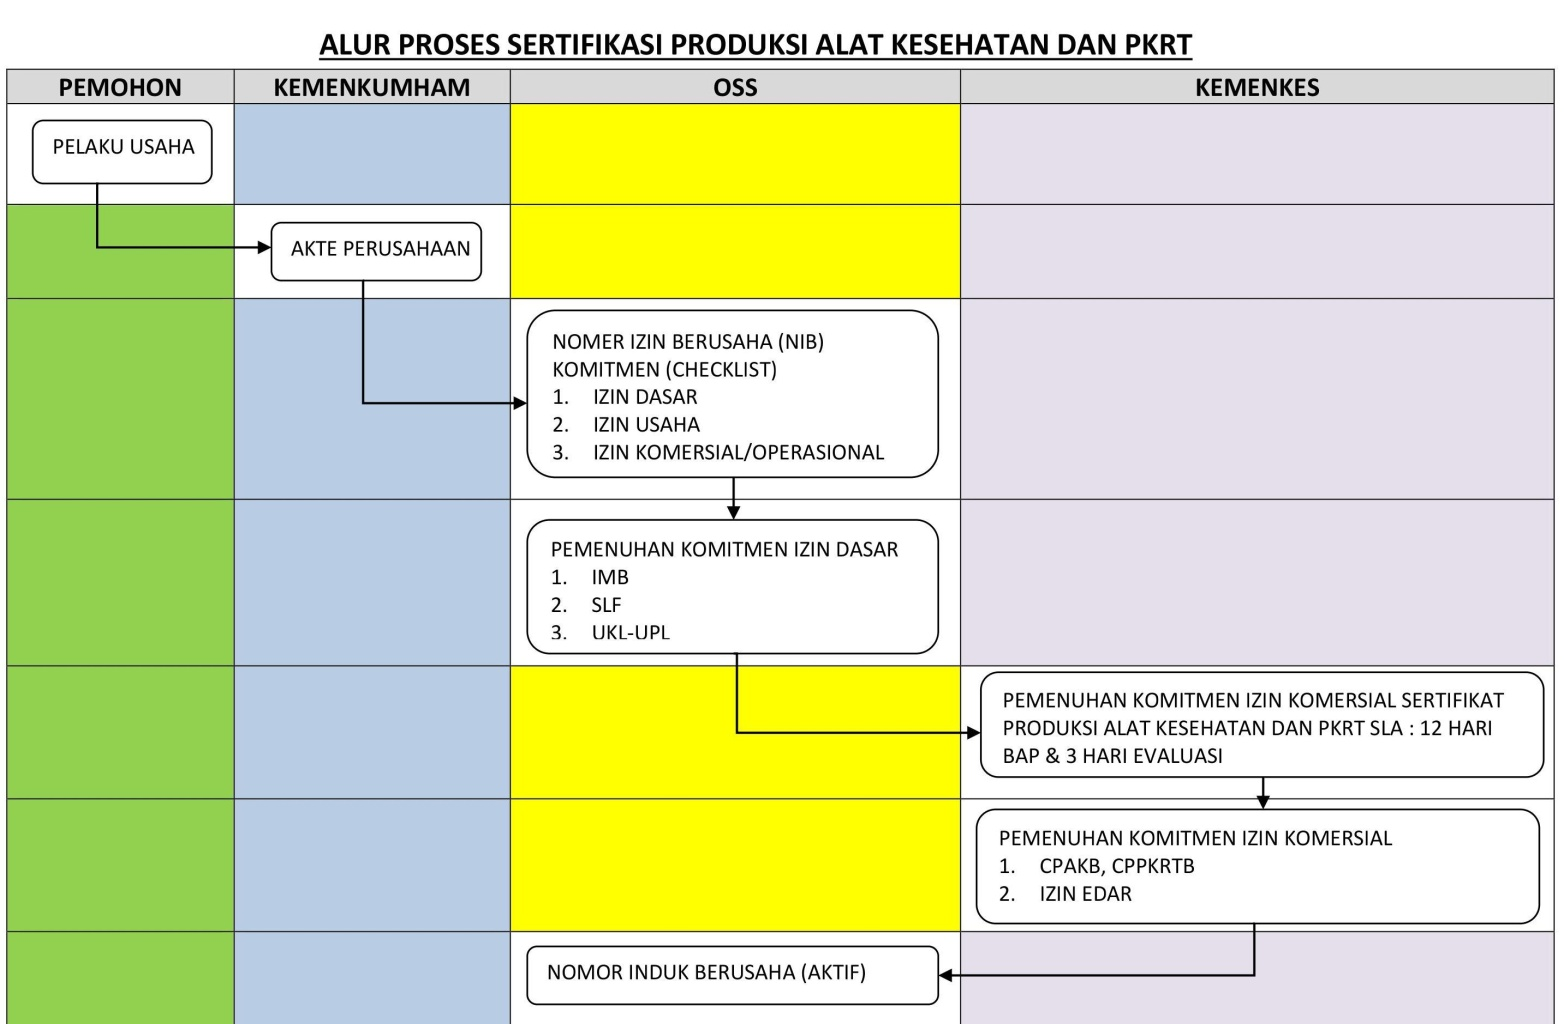 ALUR PROSES SERTIFIKASI PRODUKSI ALAT KESEHATAN DAN PKRT
PEMOHON
KEMENKUMHAM
OSS
KEMENKES
PELAKU USAHA
AKTE PERUSAHAAN
NOMER IZIN BERUSAHA (NIB)
KOMITMEN (CHECKLIST)
1. IZIN DASAR
2. IZIN USAHA
3. IZIN KOMERSIAL/OPERASIONAL
PEMENUHAN KOMITMEN IZIN DASAR
1. IMB
2. SLF
3. UKL-UPL
PEMENUHAN KOMITMEN IZIN KOMERSIAL SERTIFIKAT
PRODUKSI ALAT KESEHATAN DAN PKRT SLA : 12 HARI
BAP & 3 HARI EVALUASI
PEMENUHAN KOMITMEN IZIN KOMERSIAL
1. CPAKB, CPPKRTB
2. IZIN EDAR
NOMOR INDUK BERUSAHA (AKTIF)